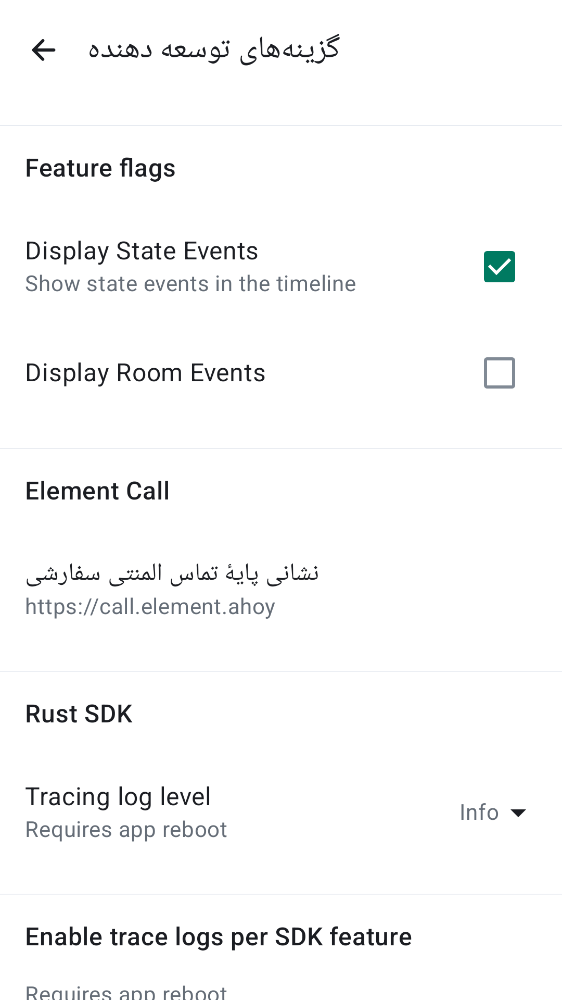 گزینه‌های توسعه دهنده
Feature flags
Display State Events
Show state events in the timeline
Display Room Events
Element Call
نشانی پایهٔ تماس المنتی سفارشی
https://call.element.ahoy
Rust SDK
Tracing log level
Requires app reboot
Info
Enable trace logs per SDK feature
Requires app reboot